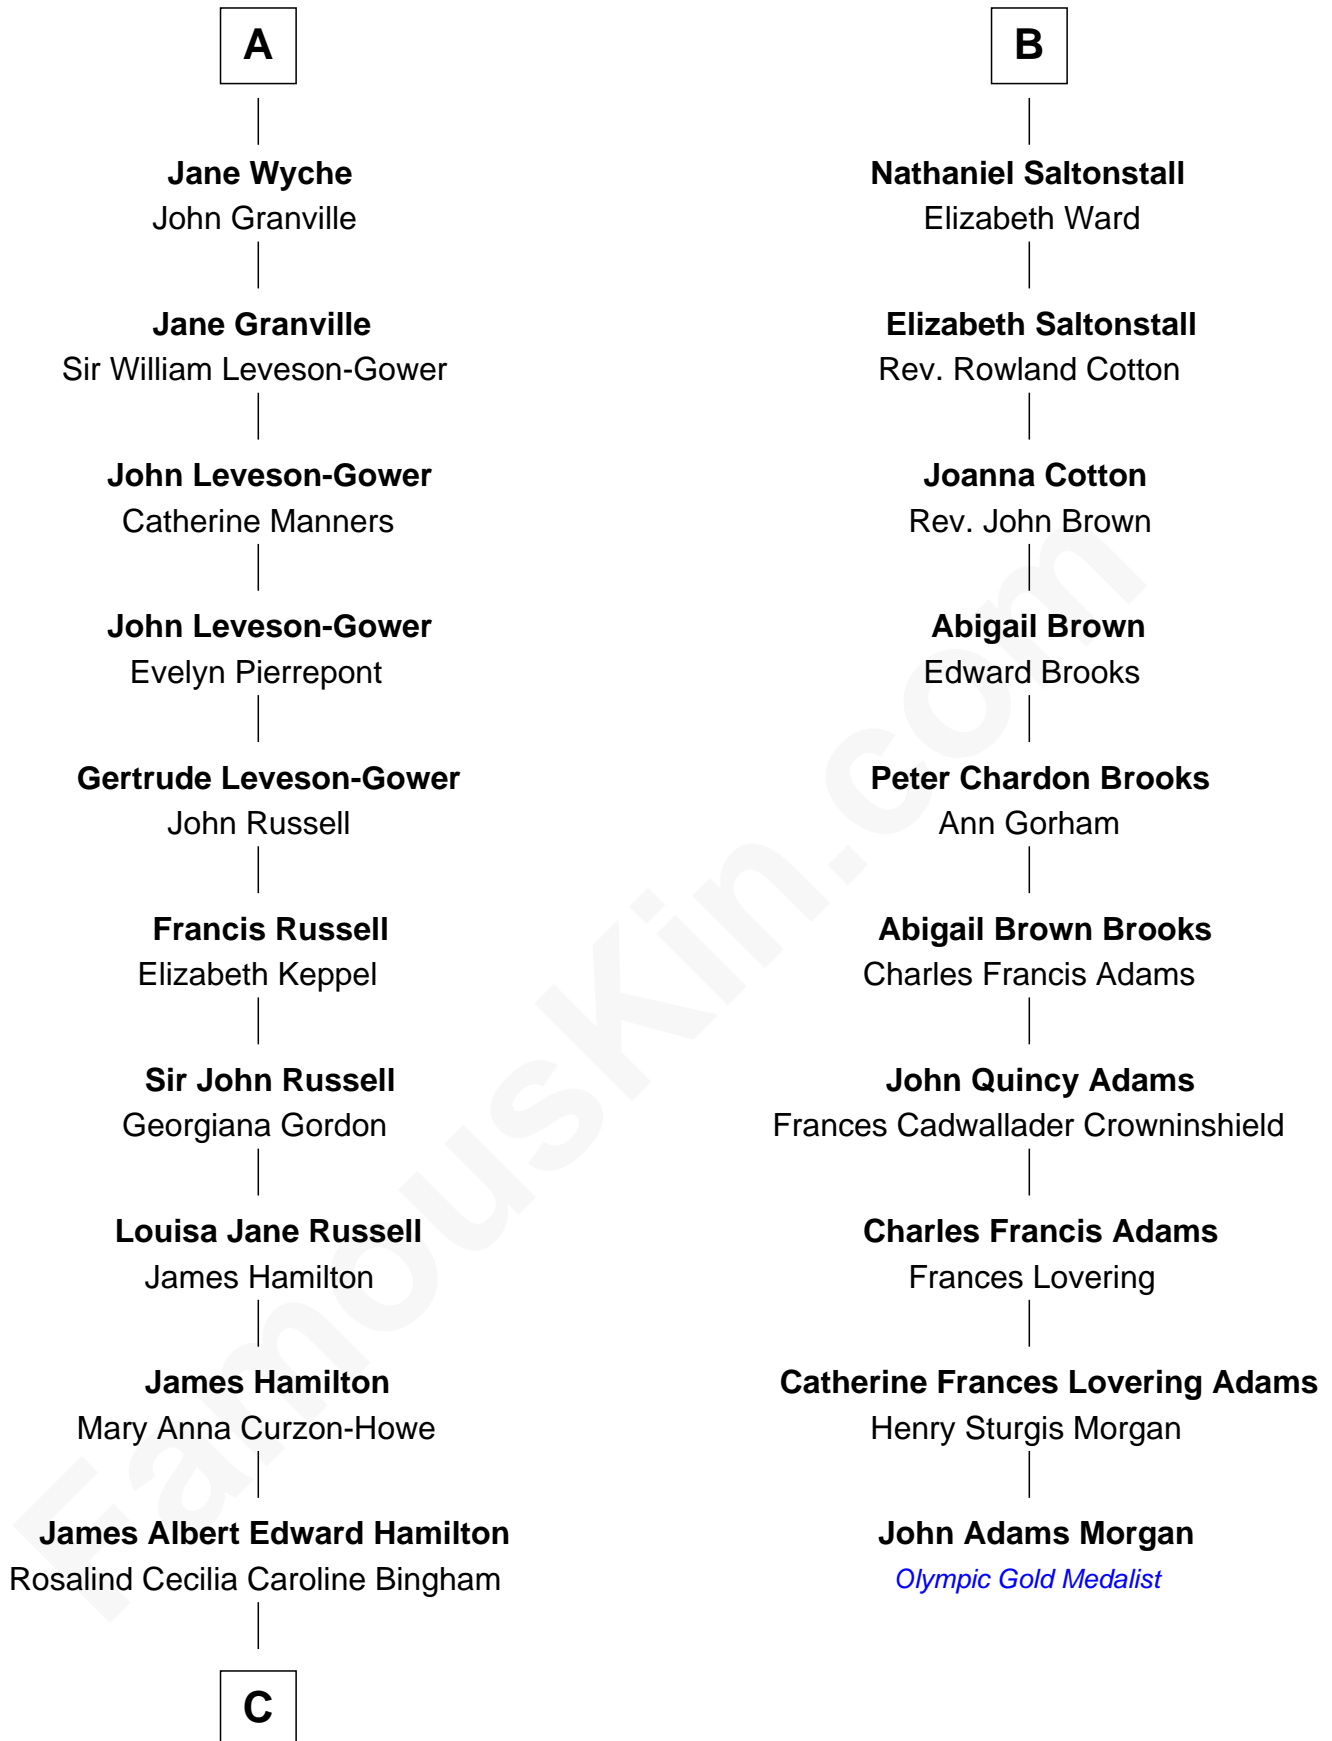 A
Jane Wyche
John Granville
Jane Granville
Sir William Leveson-Gower
John Leveson-Gower
Catherine Manners
John Leveson-Gower
Evelyn Pierrepont
Gertrude Leveson-Gower
John Russell
Francis Russell
Elizabeth Keppel
Sir John Russell
Georgiana Gordon
Louisa Jane Russell
James Hamilton
James Hamilton
Mary Anna Curzon-Howe
James Albert Edward Hamilton
Rosalind Cecilia Caroline Bingham
C
B
Nathaniel Saltonstall
Elizabeth Ward
Elizabeth Saltonstall
Rev. Rowland Cotton
Joanna Cotton
Rev. John Brown
Abigail Brown
Edward Brooks
Peter Chardon Brooks
Ann Gorham
Abigail Brown Brooks
Charles Francis Adams
John Quincy Adams
Frances Cadwallader Crowninshield
Charles Francis Adams
Frances Lovering
Catherine Frances Lovering Adams
Henry Sturgis Morgan
John Adams Morgan
Olympic Gold Medalist
FamousKin.com